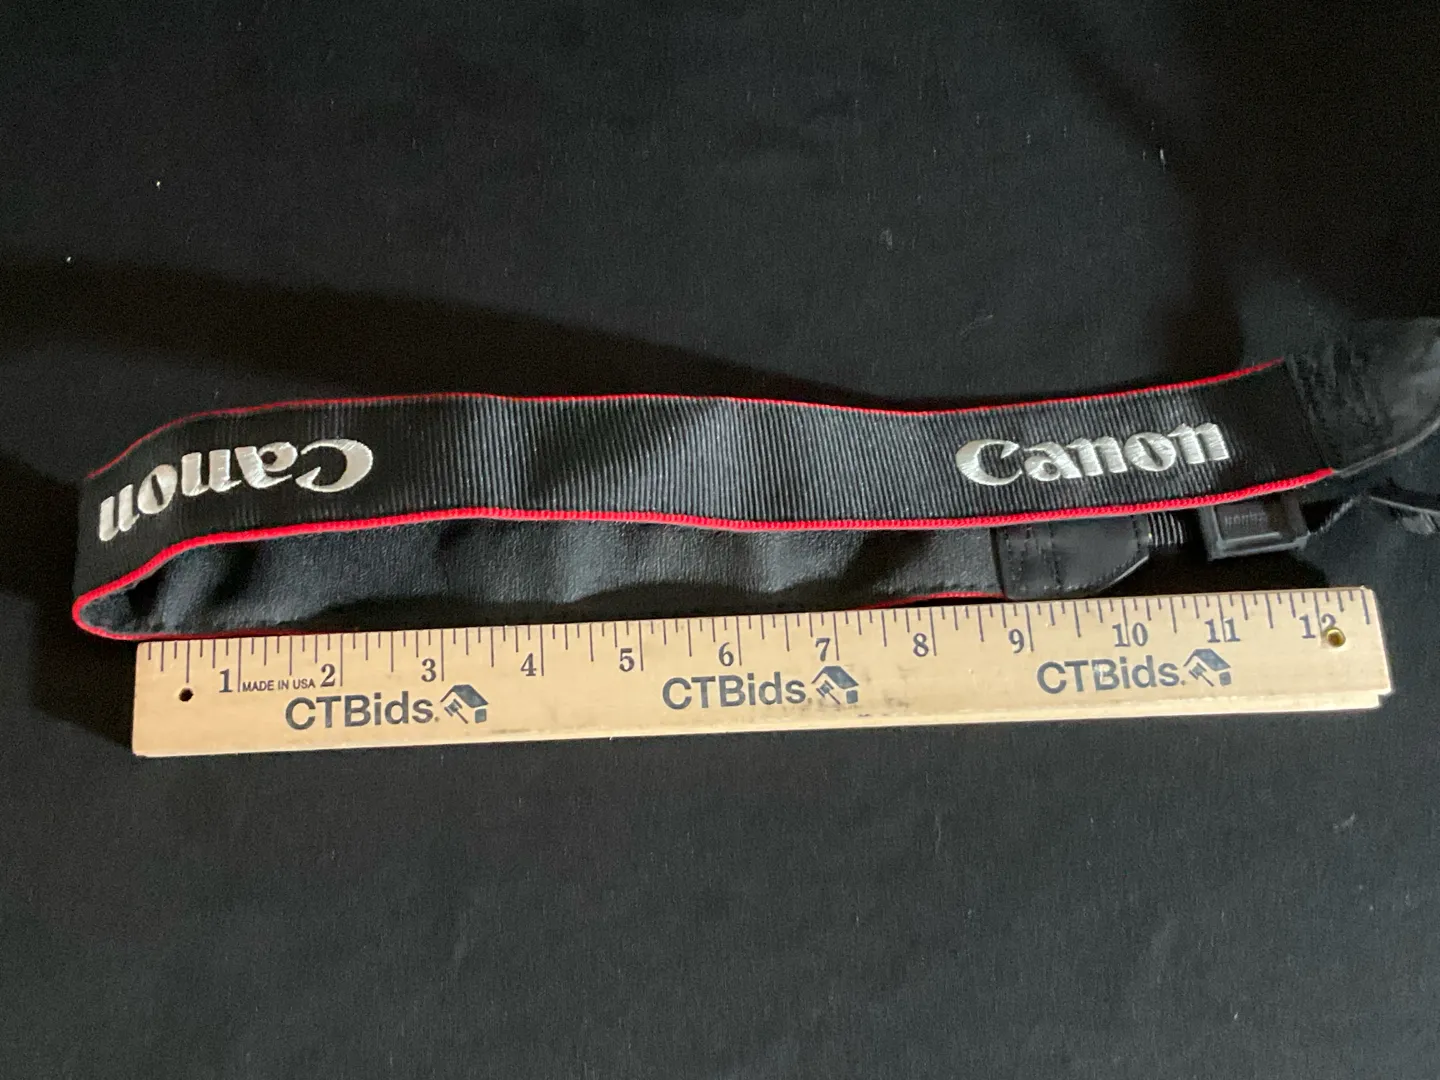 Canon
Canon
1 2 3 4 5 6 7 8 9 10 11 12
MADE IN USA
CTBids. CTBids. CTBids.